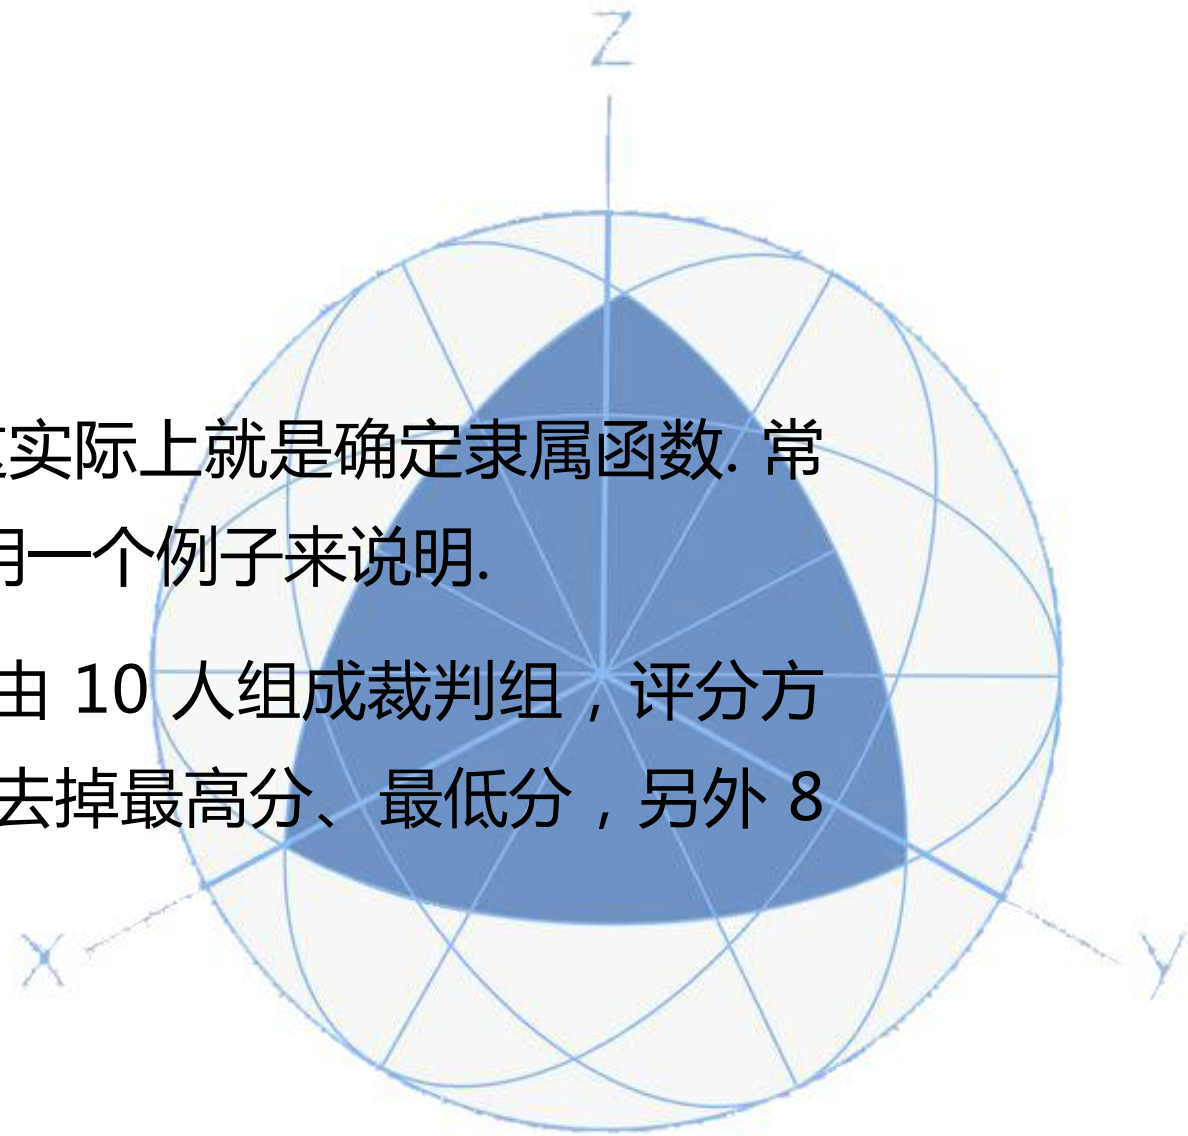 Z
实际上就是确定隶属函数. 常
用一个例子来说明.
由 10 人组成裁判组，评分方
去掉最高分、最低分，另外 8
X
y